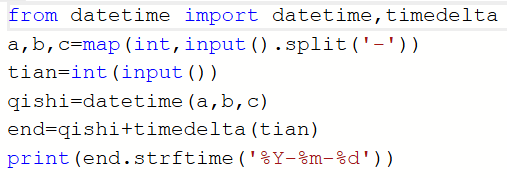 from datetime import datetime,timedelta
a,b,c=map(int,input().split('-'))
tian=int(input())
qishi=datetime(a,b,c)
end=qishi+timedelta(tian)
print(end.strftime('%Y-%m-%d'))